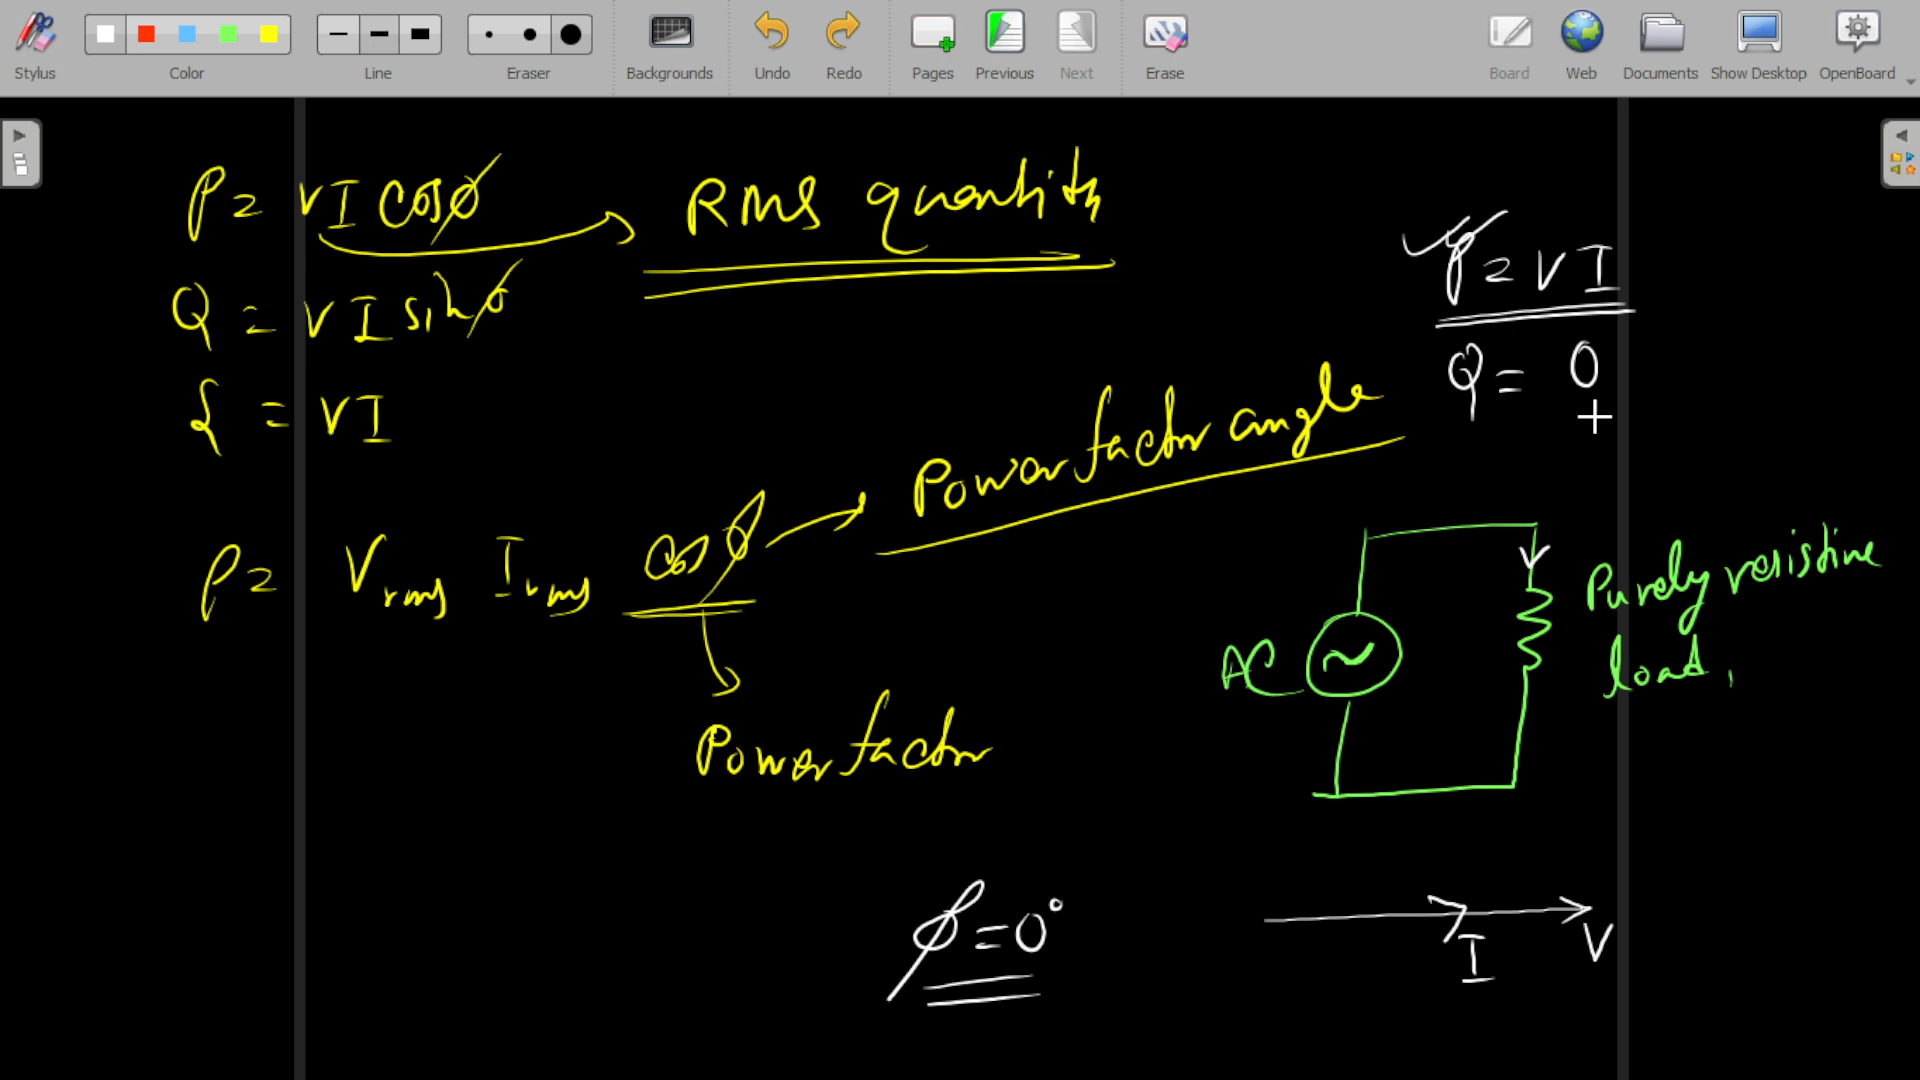 Stylus Color Line Eraser Backgrounds Undo Redo Pages Previous Next Erase Board Web Documents Show Desktop OpenBoard
P = VI cosϕ → Rms quantity
Q = VI sinϕ
S = VI
P = VI
Q = 0
P = Vrms Irms cosϕ → Power factor angle
Power factor
AC ~ Purely resistive
load.
ϕ = 0°
I V